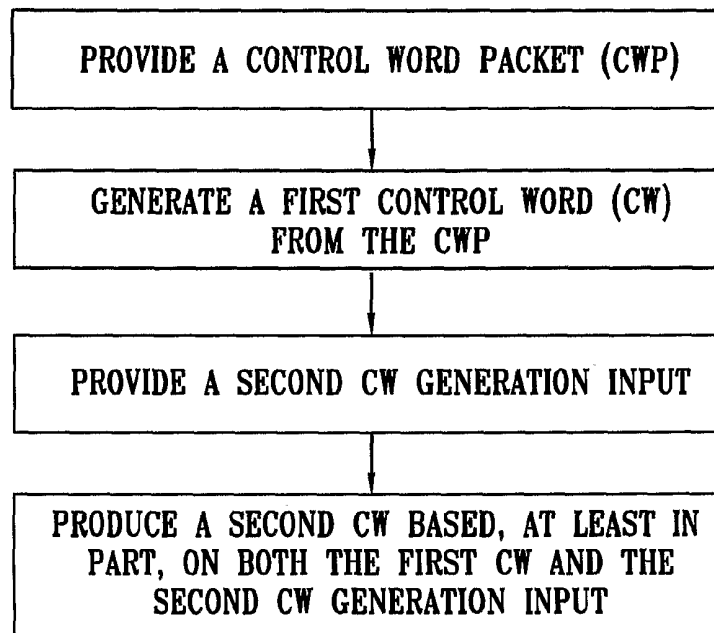 PROVIDE A CONTROL WORD PACKET (CWP)
GENERATE A FIRST CONTROL WORD (CW)
FROM THE CWP
PROVIDE A SECOND CW GENERATION INPUT
PRODUCE A SECOND CW BASED, AT LEAST IN
PART, ON BOTH THE FIRST CW AND THE
SECOND CW GENERATION INPUT